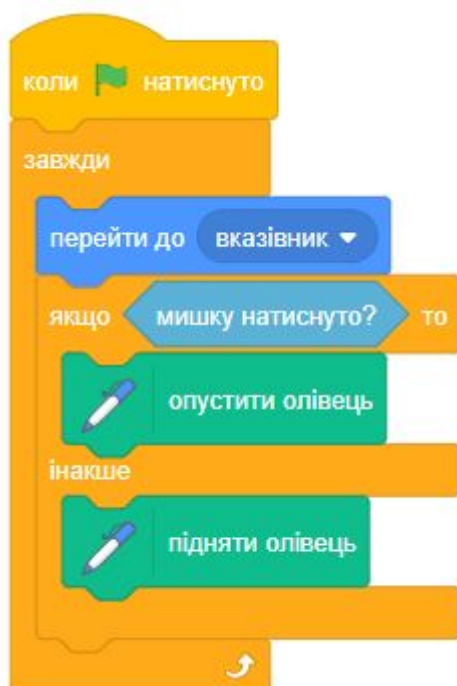 коли натиснуто
завжди
перейти до вказівник
якщо мишку натиснуто? то
опустити олівець
інакше
підняти олівець